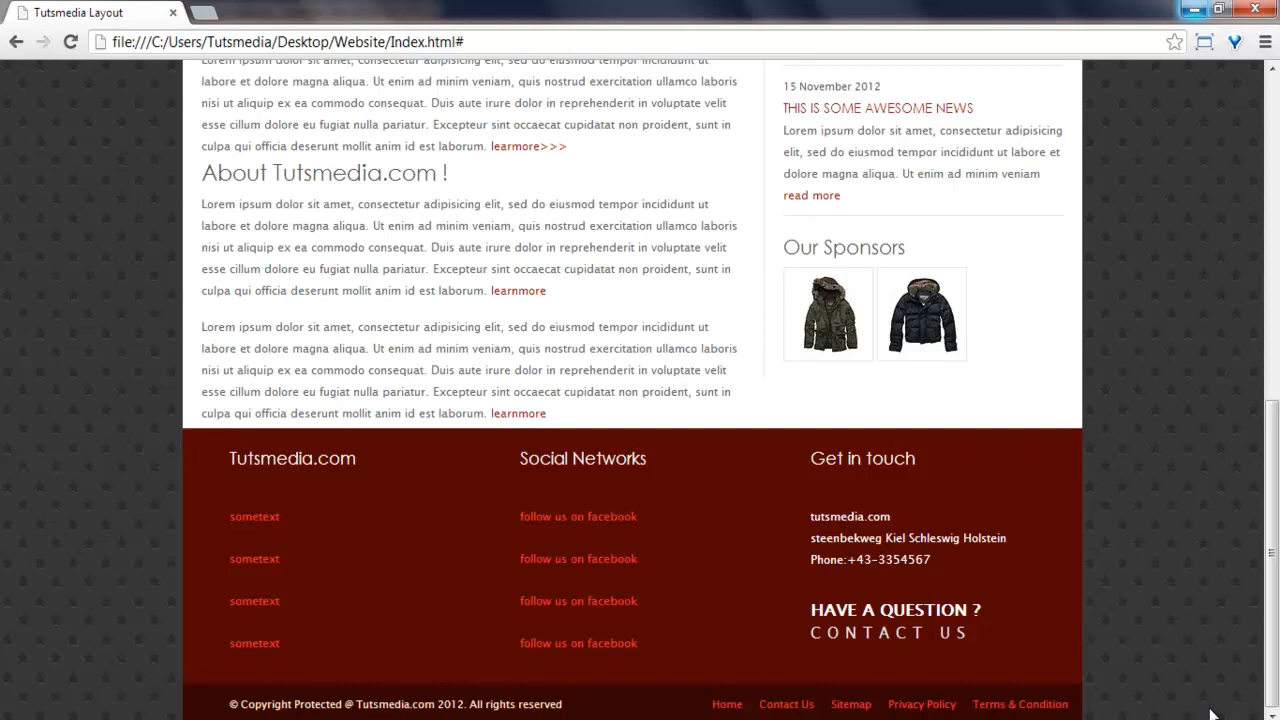 Tutsmedia Layout
file:///C:/Users/Tutsmedia/Desktop/Website/Index.html#
Lorem ipsum dolor sit amet, consectetur adipisicing elit, sed do eiusmod tempor incididunt ut
labore et dolore magna aliqua. Ut enim ad minim veniam, quis nostrud exercitation ullamco laboris
nisi ut aliquip ex ea commodo consequat. Duis aute irure dolor in reprehenderit in voluptate velit
esse cillum dolore eu fugiat nulla pariatur. Excepteur sint occaecat cupidatat non proident, sunt in
culpa qui officia deserunt mollit anim id est laborum. learmore>>>
About Tutsmedia.com !
Lorem ipsum dolor sit amet, consectetur adipisicing elit, sed do eiusmod tempor incididunt ut
labore et dolore magna aliqua. Ut enim ad minim veniam, quis nostrud exercitation ullamco laboris
nisi ut aliquip ex ea commodo consequat. Duis aute irure dolor in reprehenderit in voluptate velit
esse cillum dolore eu fugiat nulla pariatur. Excepteur sint occaecat cupidatat non proident, sunt in
culpa qui officia deserunt mollit anim id est laborum. learnmore
Lorem ipsum dolor sit amet, consectetur adipisicing elit, sed do eiusmod tempor incididunt ut
labore et dolore magna aliqua. Ut enim ad minim veniam, quis nostrud exercitation ullamco laboris
nisi ut aliquip ex ea commodo consequat. Duis aute irure dolor in reprehenderit in voluptate velit
esse cillum dolore eu fugiat nulla pariatur. Excepteur sint occaecat cupidatat non proident, sunt in
culpa qui officia deserunt mollit anim id est laborum. learnmore
15 November 2012
THIS IS SOME AWESOME NEWS
Lorem ipsum dolor sit amet, consectetur adipisicing
elit, sed do eiusmod tempor incididunt ut labore et
dolore magna aliqua. Ut enim ad minim veniam
read more
Our Sponsors
Tutsmedia.com
sometext
sometext
sometext
sometext
Social Networks
follow us on facebook
follow us on facebook
follow us on facebook
follow us on facebook
Get in touch
tutsmedia.com
steenbekweg Kiel Schleswig Holstein
Phone:+43-3354567
HAVE A QUESTION ?
CONTACT US
© Copyright Protected @ Tutsmedia.com 2012. All rights reserved
Home Contact Us Sitemap Privacy Policy Terms & Condition